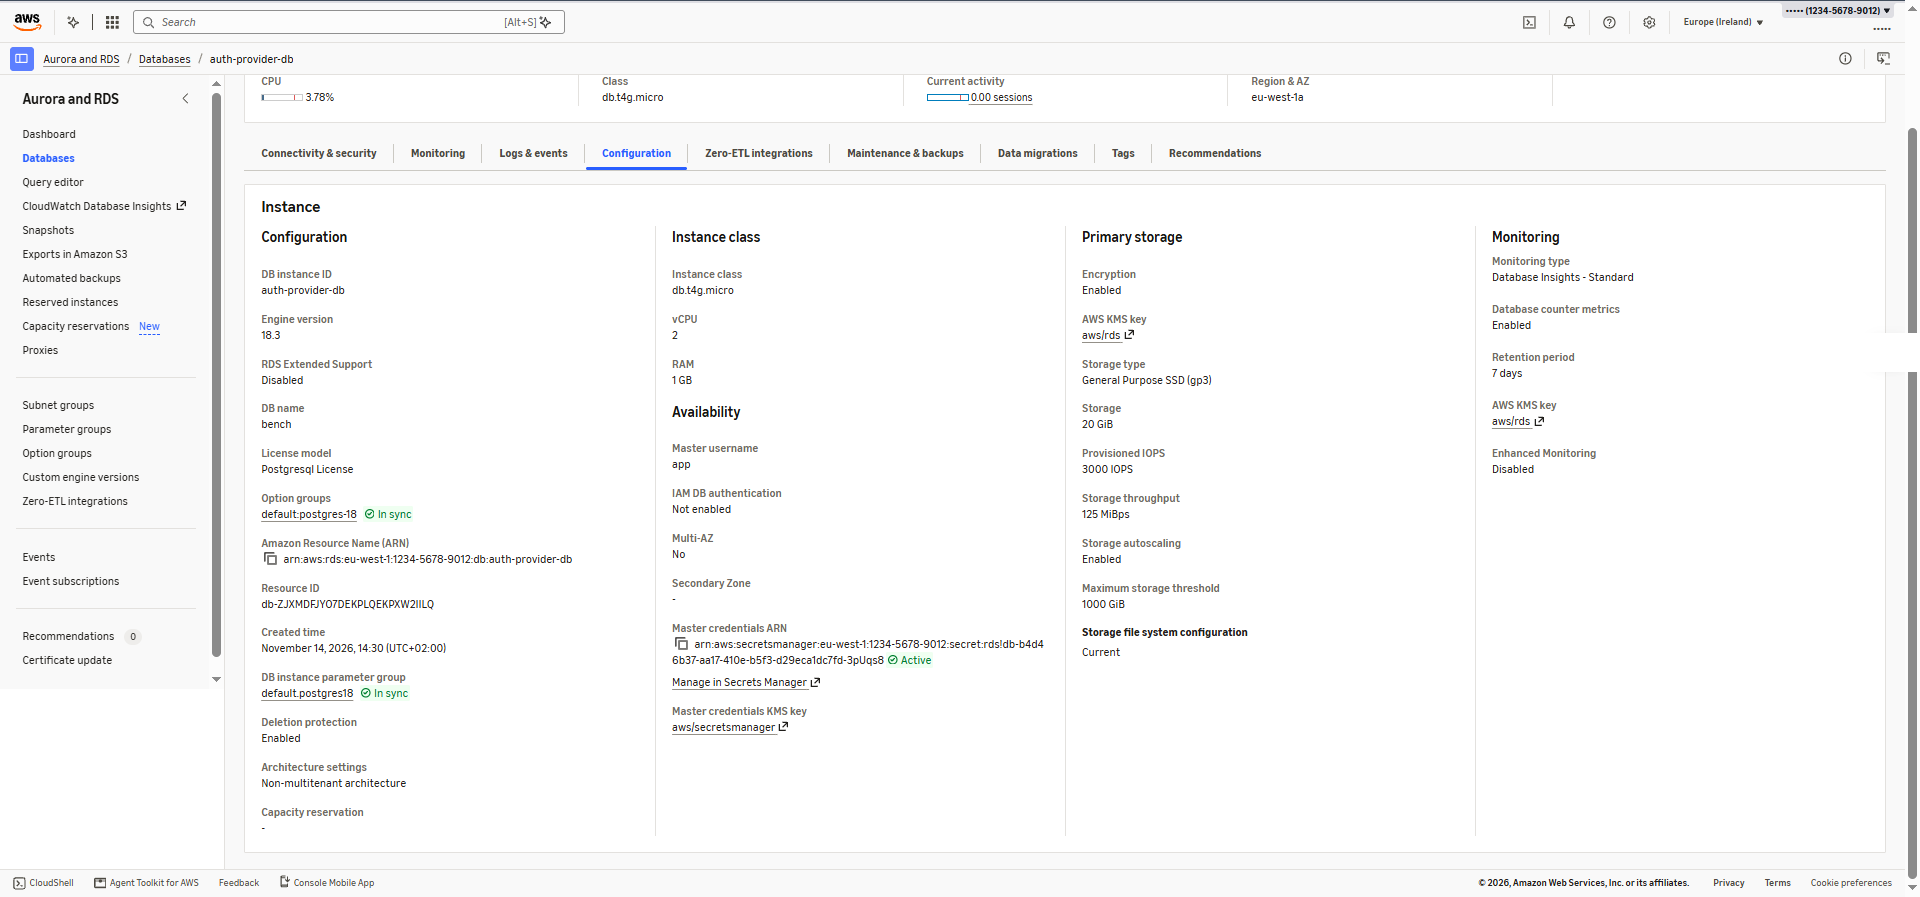 aws
Search
[Alt+S]
Europe (Ireland)
(1234-5678-9012)
Aurora and RDS / Databases / auth-provider-db
Aurora and RDS
Dashboard
Databases
Query editor
CloudWatch Database Insights
Snapshots
Exports in Amazon S3
Automated backups
Reserved instances
Capacity reservations New
Proxies
Subnet groups
Parameter groups
Option groups
Custom engine versions
Zero-ETL integrations
Events
Event subscriptions
Recommendations 0
Certificate update
CPU
3.78%
Class
db.t4g.micro
Current activity
0.00 sessions
Region & AZ
eu-west-1a
Connectivity & security
Monitoring
Logs & events
Configuration
Zero-ETL integrations
Maintenance & backups
Data migrations
Tags
Recommendations
Instance
Configuration
DB instance ID
auth-provider-db
Engine version
18.3
RDS Extended Support
Disabled
DB name
bench
License model
Postgresql License
Option groups
default:postgres-18 In sync
Amazon Resource Name (ARN)
arn:aws:rds:eu-west-1:1234-5678-9012:db:auth-provider-db
Resource ID
db-ZJXMDFJYO7DEKPLQEKPXW2IILQ
Created time
November 14, 2026, 14:30 (UTC+02:00)
DB instance parameter group
default.postgres18 In sync
Deletion protection
Enabled
Architecture settings
Non-multitenant architecture
Capacity reservation
-
Instance class
Instance class
db.t4g.micro
vCPU
2
RAM
1 GB
Availability
Master username
app
IAM DB authentication
Not enabled
Multi-AZ
No
Secondary Zone
-
Master credentials ARN
arn:aws:secretsmanager:eu-west-1:1234-5678-9012:secret:rds!db-b4d4
6b37-aa17-410e-b5f3-d29eca1dc7fd-3pUqs8 Active
Manage in Secrets Manager
Master credentials KMS key
aws/secretsmanager
Primary storage
Encryption
Enabled
AWS KMS key
aws/rds
Storage type
General Purpose SSD (gp3)
Storage
20 GiB
Provisioned IOPS
3000 IOPS
Storage throughput
125 MiBps
Storage autoscaling
Enabled
Maximum storage threshold
1000 GiB
Storage file system configuration
Current
Monitoring
Monitoring type
Database Insights - Standard
Database counter metrics
Enabled
Retention period
7 days
AWS KMS key
aws/rds
Enhanced Monitoring
Disabled
CloudShell
Agent Toolkit for AWS
Feedback
Console Mobile App
© 2026, Amazon Web Services, Inc. or its affiliates.
Privacy
Terms
Cookie preferences